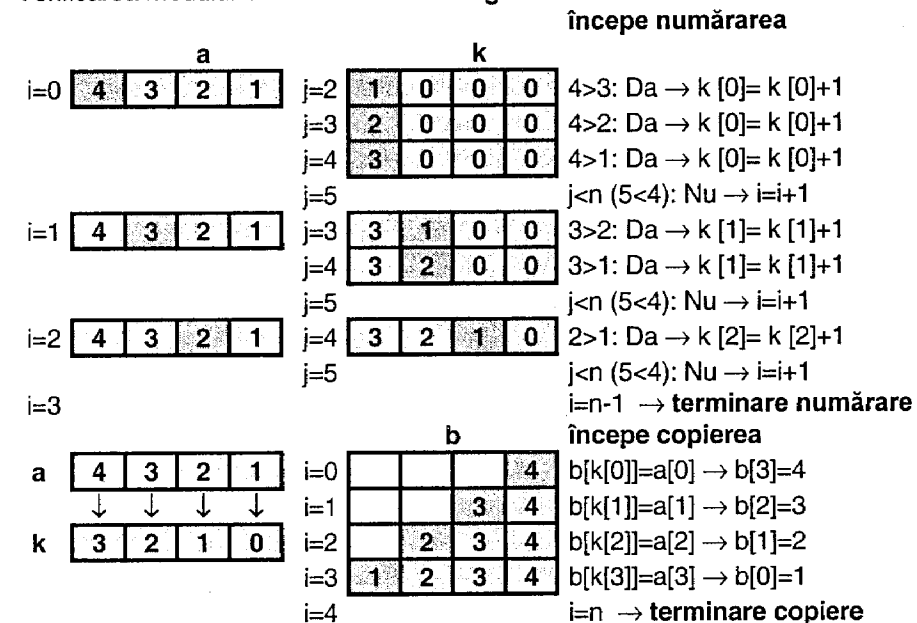 începe numărarea
a k
i=0 4 3 2 1 j=2 1 0 0 0 4>3: Da → k [0]= k [0]+1
j=3 2 0 0 0 4>2: Da → k [0]= k [0]+1
j=4 3 0 0 0 4>1: Da → k [0]= k [0]+1
j=5 j<n (5<4): Nu → i=i+1
i=1 4 3 2 1 j=3 3 1 0 0 3>2: Da → k [1]= k [1]+1
j=4 3 2 0 0 3>1: Da → k [1]= k [1]+1
j=5 j<n (5<4): Nu → i=i+1
i=2 4 3 2 1 j=4 3 2 1 0 2>1: Da → k [2]= k [2]+1
j=5 j<n (5<4): Nu → i=i+1
i=3 i=n-1 → terminare numărare
b începe copierea
a 4 3 2 1 i=0 4 b[k[0]]=a[0] → b[3]=4
↓ ↓ ↓ ↓ i=1 3 4 b[k[1]]=a[1] → b[2]=3
k 3 2 1 0 i=2 2 3 4 b[k[2]]=a[2] → b[1]=2
i=3 1 2 3 4 b[k[3]]=a[3] → b[0]=1
i=4 i=n → terminare copiere